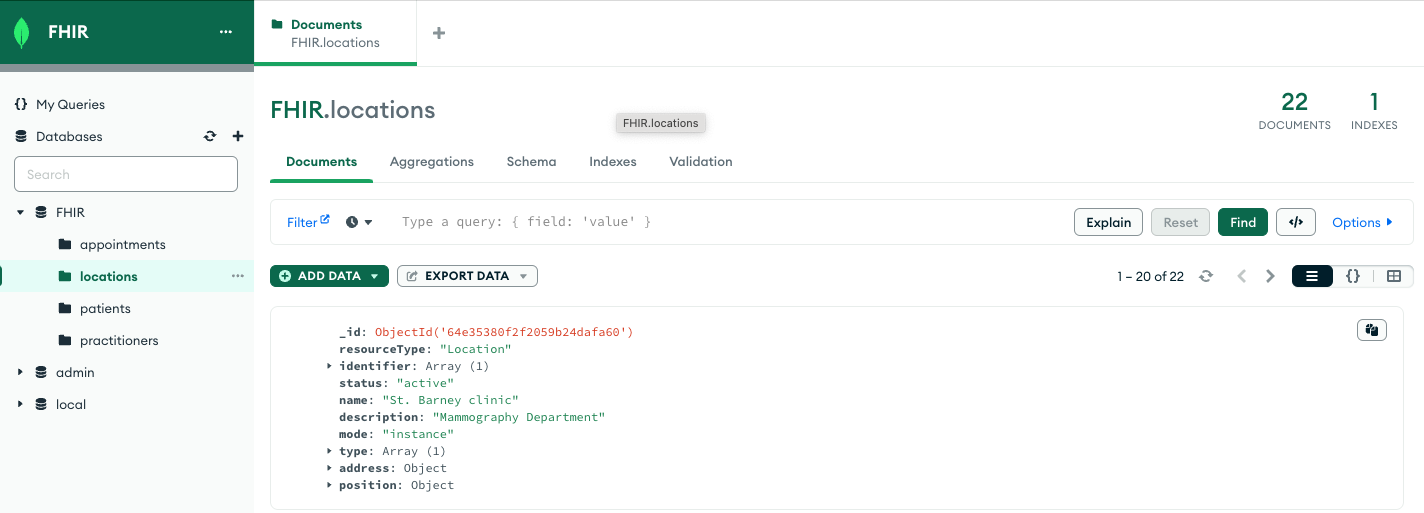 FHIR
Documents
FHIR.locations
My Queries
Databases
Search
FHIR
appointments
locations
patients
practitioners
admin
local
FHIR.locations
FHIR.locations
22
DOCUMENTS
1
INDEXES
Documents Aggregations Schema Indexes Validation
Filter Type a query: { field: 'value' } Explain Reset Find </> Options
ADD DATA EXPORT DATA 1 – 20 of 22 {}
_id: ObjectId('64e35380f2f2059b24dafa60')
resourceType: "Location"
identifier: Array (1)
status: "active"
name: "St. Barney clinic"
description: "Mammography Department"
mode: "instance"
type: Array (1)
address: Object
position: Object